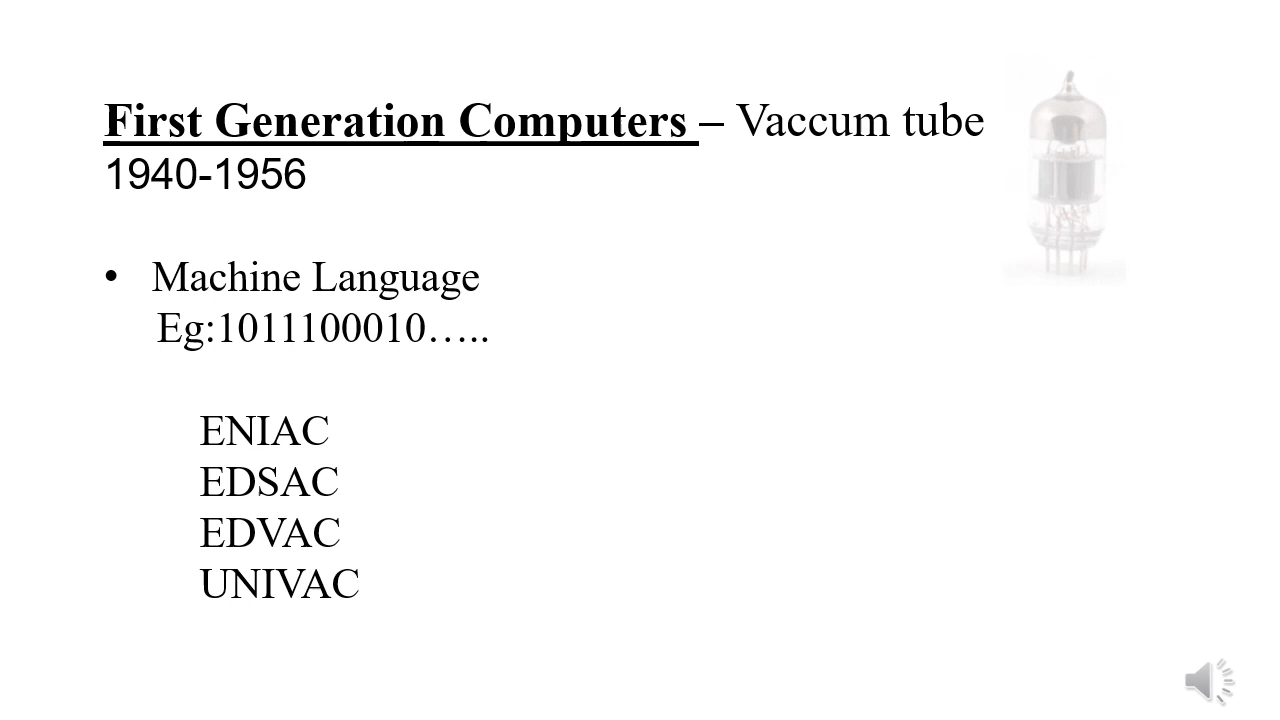 First Generation Computers – Vaccum tube
1940-1956
• Machine Language
Eg:1011100010…..
ENIAC
EDSAC
EDVAC
UNIVAC